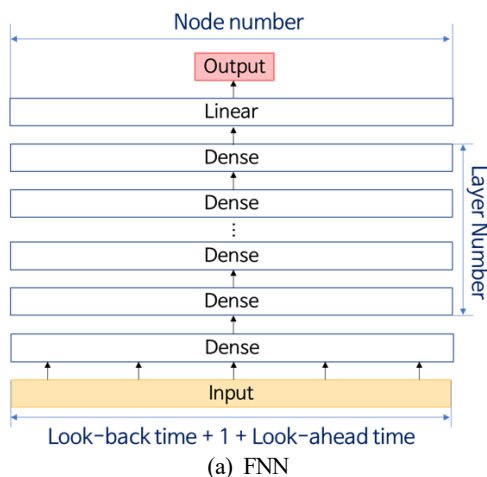 Node number
Output
Linear
Dense
Dense
⋮
Dense
Dense
Layer Number
Dense
Input
Look-back time + 1 + Look-ahead time
(a) FNN